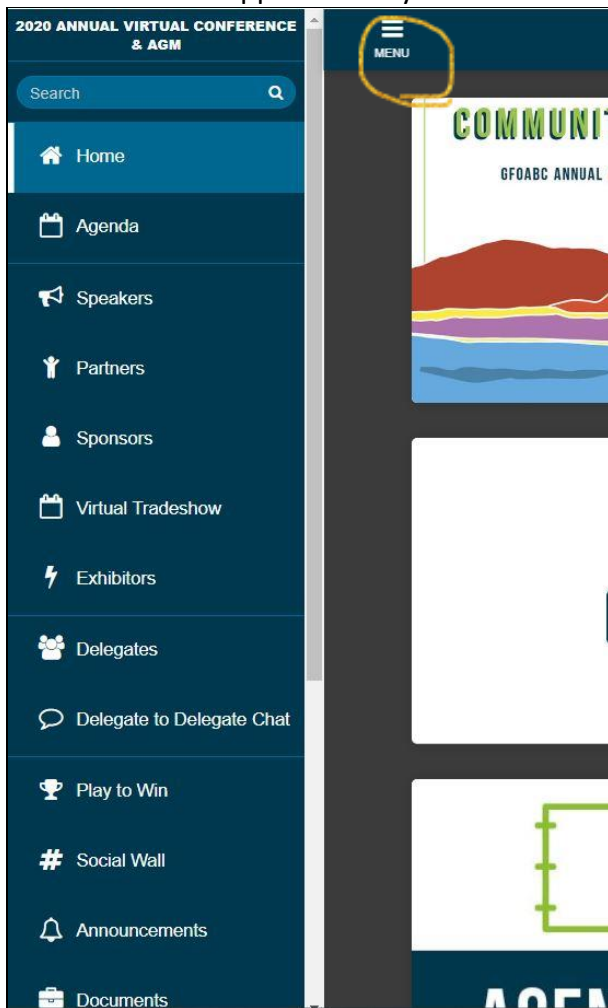 2020 ANNUAL VIRTUAL CONFERENCE
& AGM
Search
Home
Agenda
Speakers
Partners
Sponsors
Virtual Tradeshow
Exhibitors
Delegates
Delegate to Delegate Chat
Play to Win
# Social Wall
Announcements
Documents
MENU
GFOABC ANNUAL